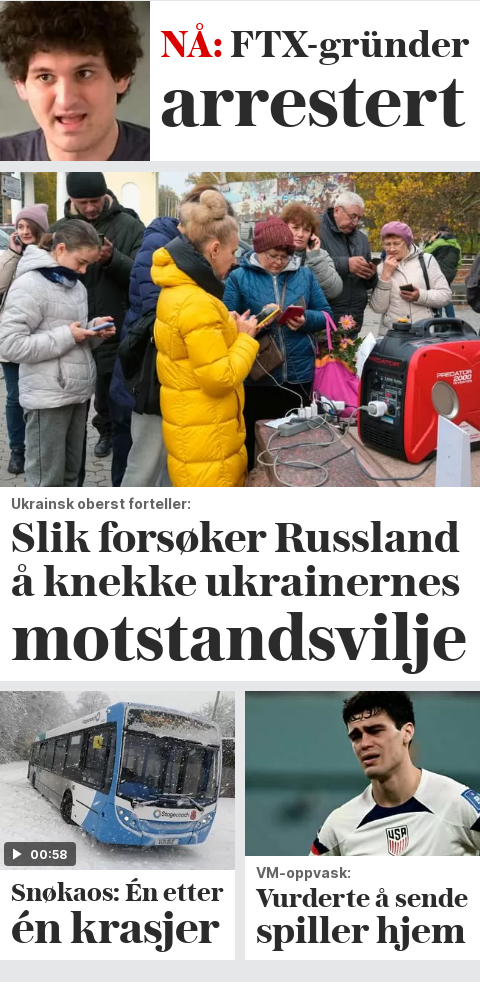 NÅ: FTX-gründer
arrestert
PREDATOR
2000
Ukrainsk oberst forteller:
Slik forsøker Russland
å knekke ukrainernes
motstandsvilje
Stagecoach
00:58
USA
Snøkaos: Én etter
én krasjer
VM-oppvask:
Vurderte å sende
spiller hjem